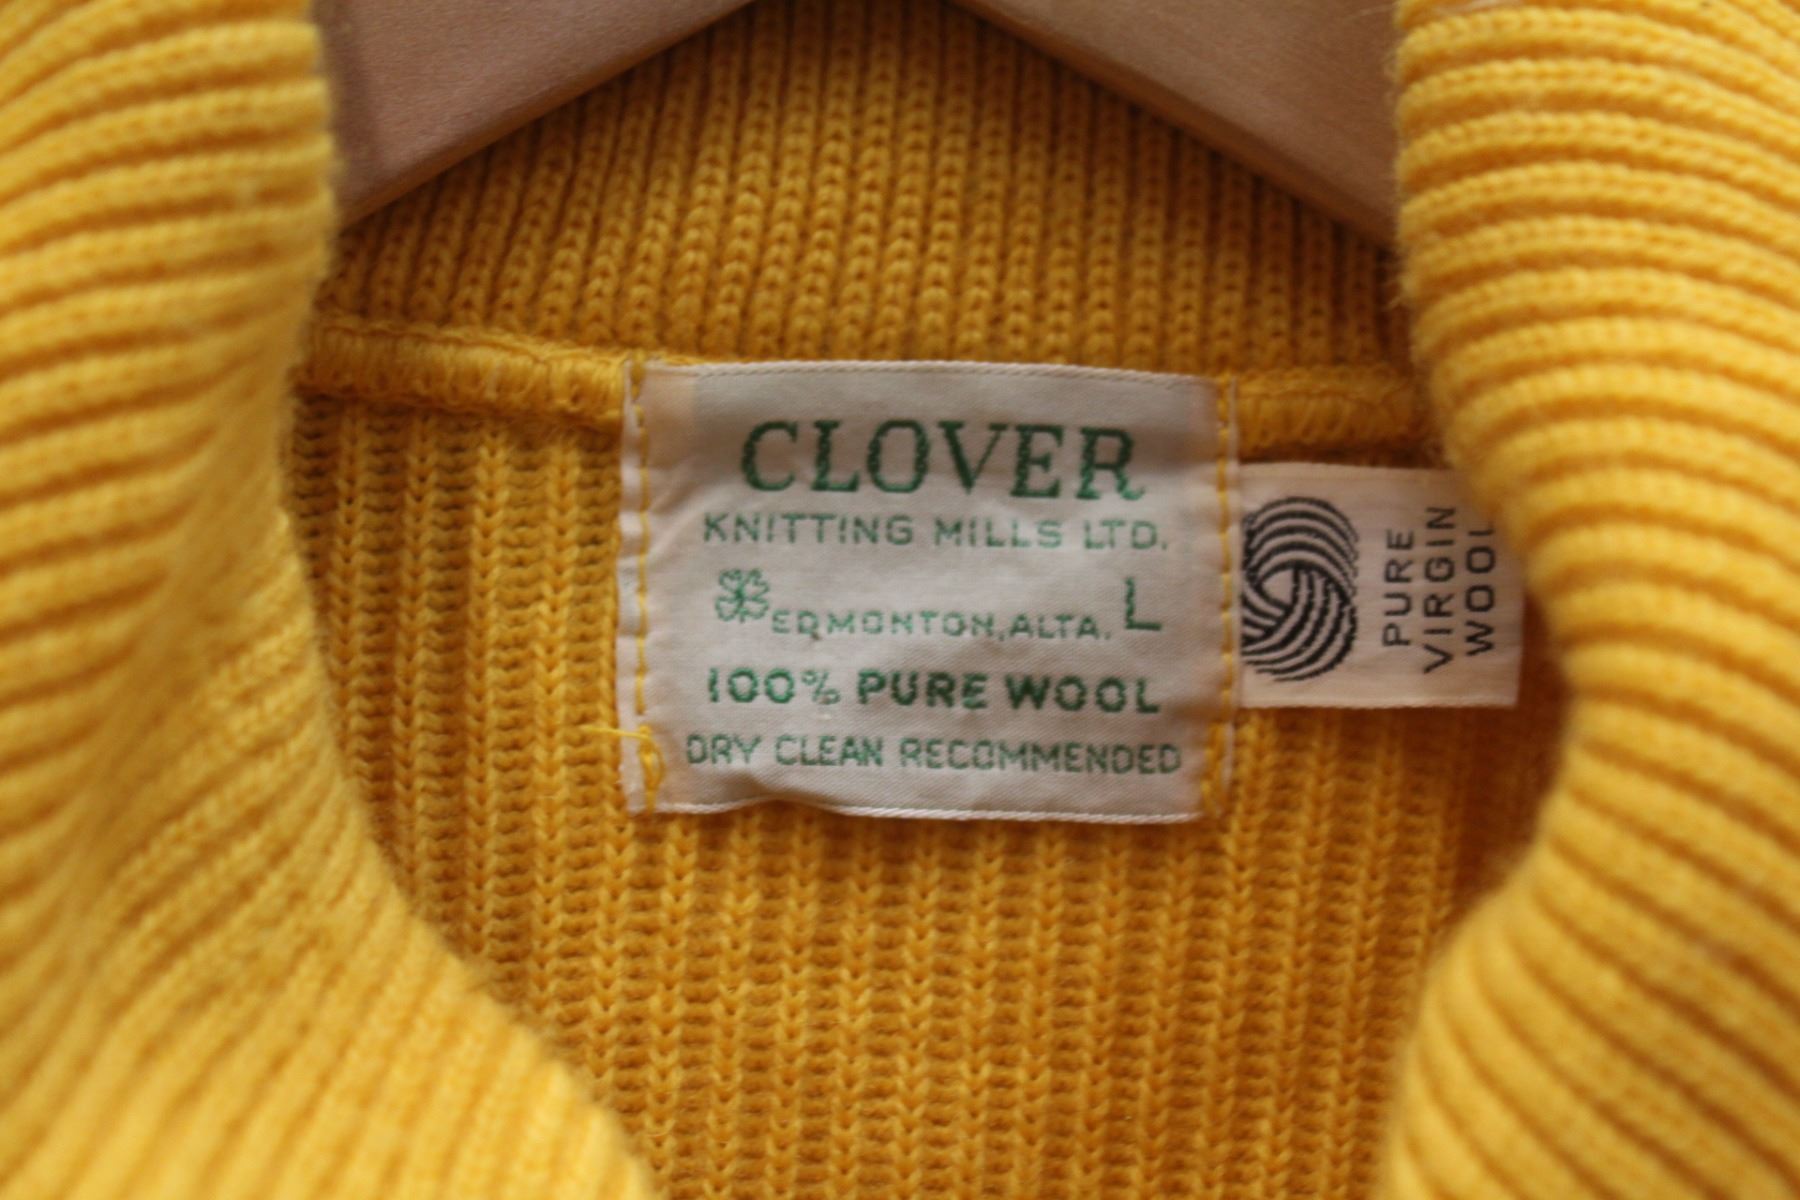 CLOVER
KNITTING MILLS LTD.
EDMONTON, ALTA. L
100% PURE WOOL
DRY CLEAN RECOMMENDED
PURE
VIRGIN
WOOL